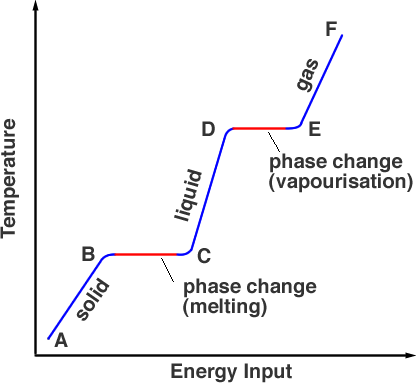 F
gas
D
E
phase change
(vapourisation)
Temperature
liquid
B
C
phase change
(melting)
solid
A
Energy Input